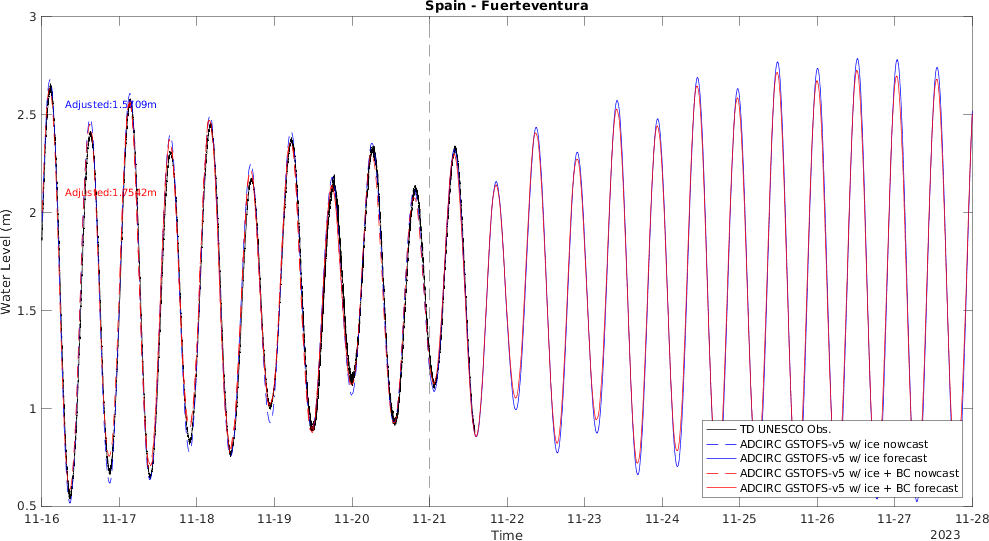 Spain - Fuerteventura
3
2.5
2
1.5
1
0.5
Water Level (m)
Adjusted:1.5709m
Adjusted:1.7542m
TD UNESCO Obs.
ADCIRC GSTOFS-v5 w/ ice nowcast
ADCIRC GSTOFS-v5 w/ ice forecast
ADCIRC GSTOFS-v5 w/ ice + BC nowcast
ADCIRC GSTOFS-v5 w/ ice + BC forecast
11-16 11-17 11-18 11-19 11-20 11-21 11-22 11-23 11-24 11-25 11-26 11-27 11-28
Time
2023